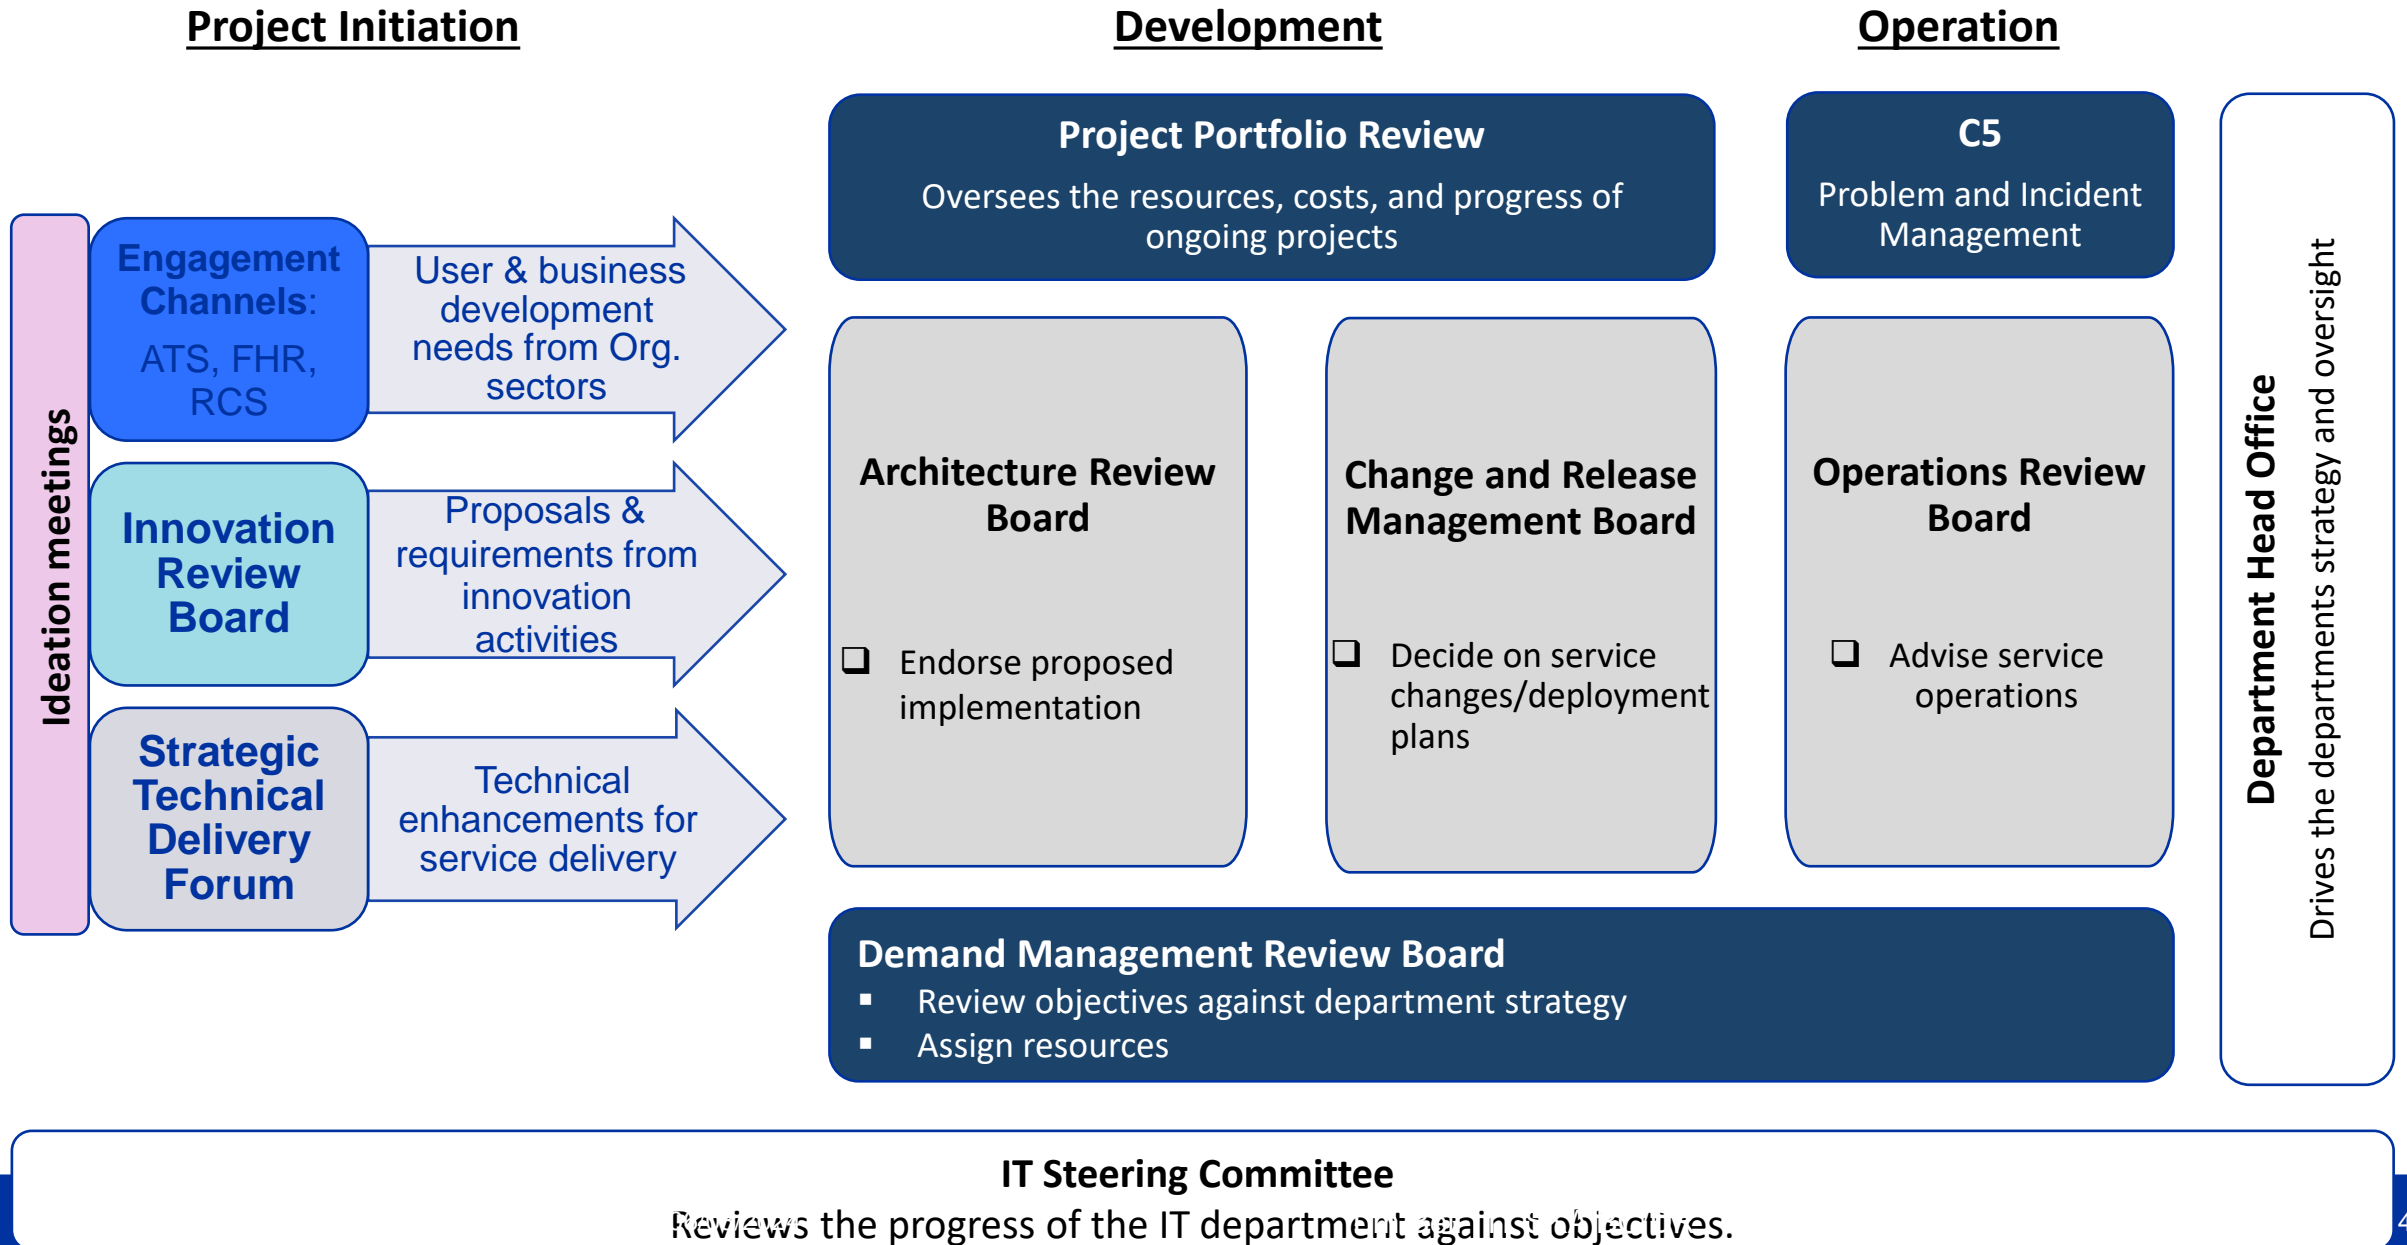 Project Initiation
Development
Operation
Ideation meetings
Engagement
Channels:
ATS, FHR,
RCS
User & business
development
needs from Org.
sectors
Innovation
Review
Board
Proposals &
requirements from
innovation
activities
Strategic
Technical
Delivery
Forum
Technical
enhancements for
service delivery
Project Portfolio Review
Oversees the resources, costs, and progress of
ongoing projects
Architecture Review
Board
❑ Endorse proposed
implementation
Change and Release
Management Board
❑ Decide on service
changes/deployment
plans
C5
Problem and Incident
Management
Operations Review
Board
❑ Advise service
operations
Demand Management Review Board
▪ Review objectives against department strategy
▪ Assign resources
Department Head Office
Drives the departments strategy and oversight
IT Steering Committee
Reviews the progress of the IT department against objectives.
4